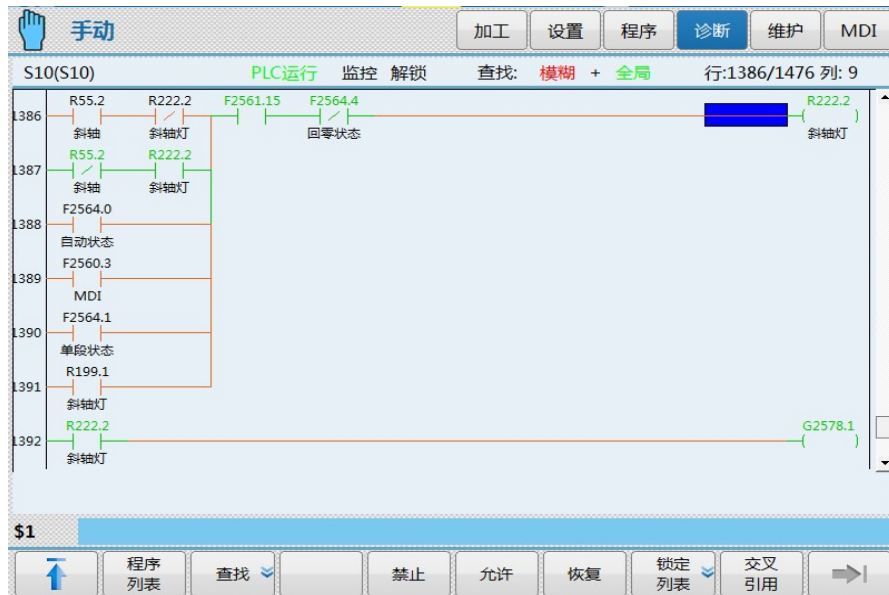 手动 加工 设置 程序 诊断 维护 MDI
S10(S10) PLC运行 监控 解锁 查找: 模糊 + 全局 行:1386/1476 列: 9
R55.2 R222.2 F2561.15 F2564.4 R222.2
1386
斜轴 斜轴灯 回零状态 斜轴灯
R55.2 R222.2
1387
斜轴 斜轴灯
F2564.0
1388
自动状态
F2560.3
1389
MDI
F2564.1
1390
单段状态
R199.1
1391
斜轴灯
R222.2 G2578.1
1392
斜轴灯
$1
程序列表 查找 禁止 允许 恢复 锁定列表 交叉引用